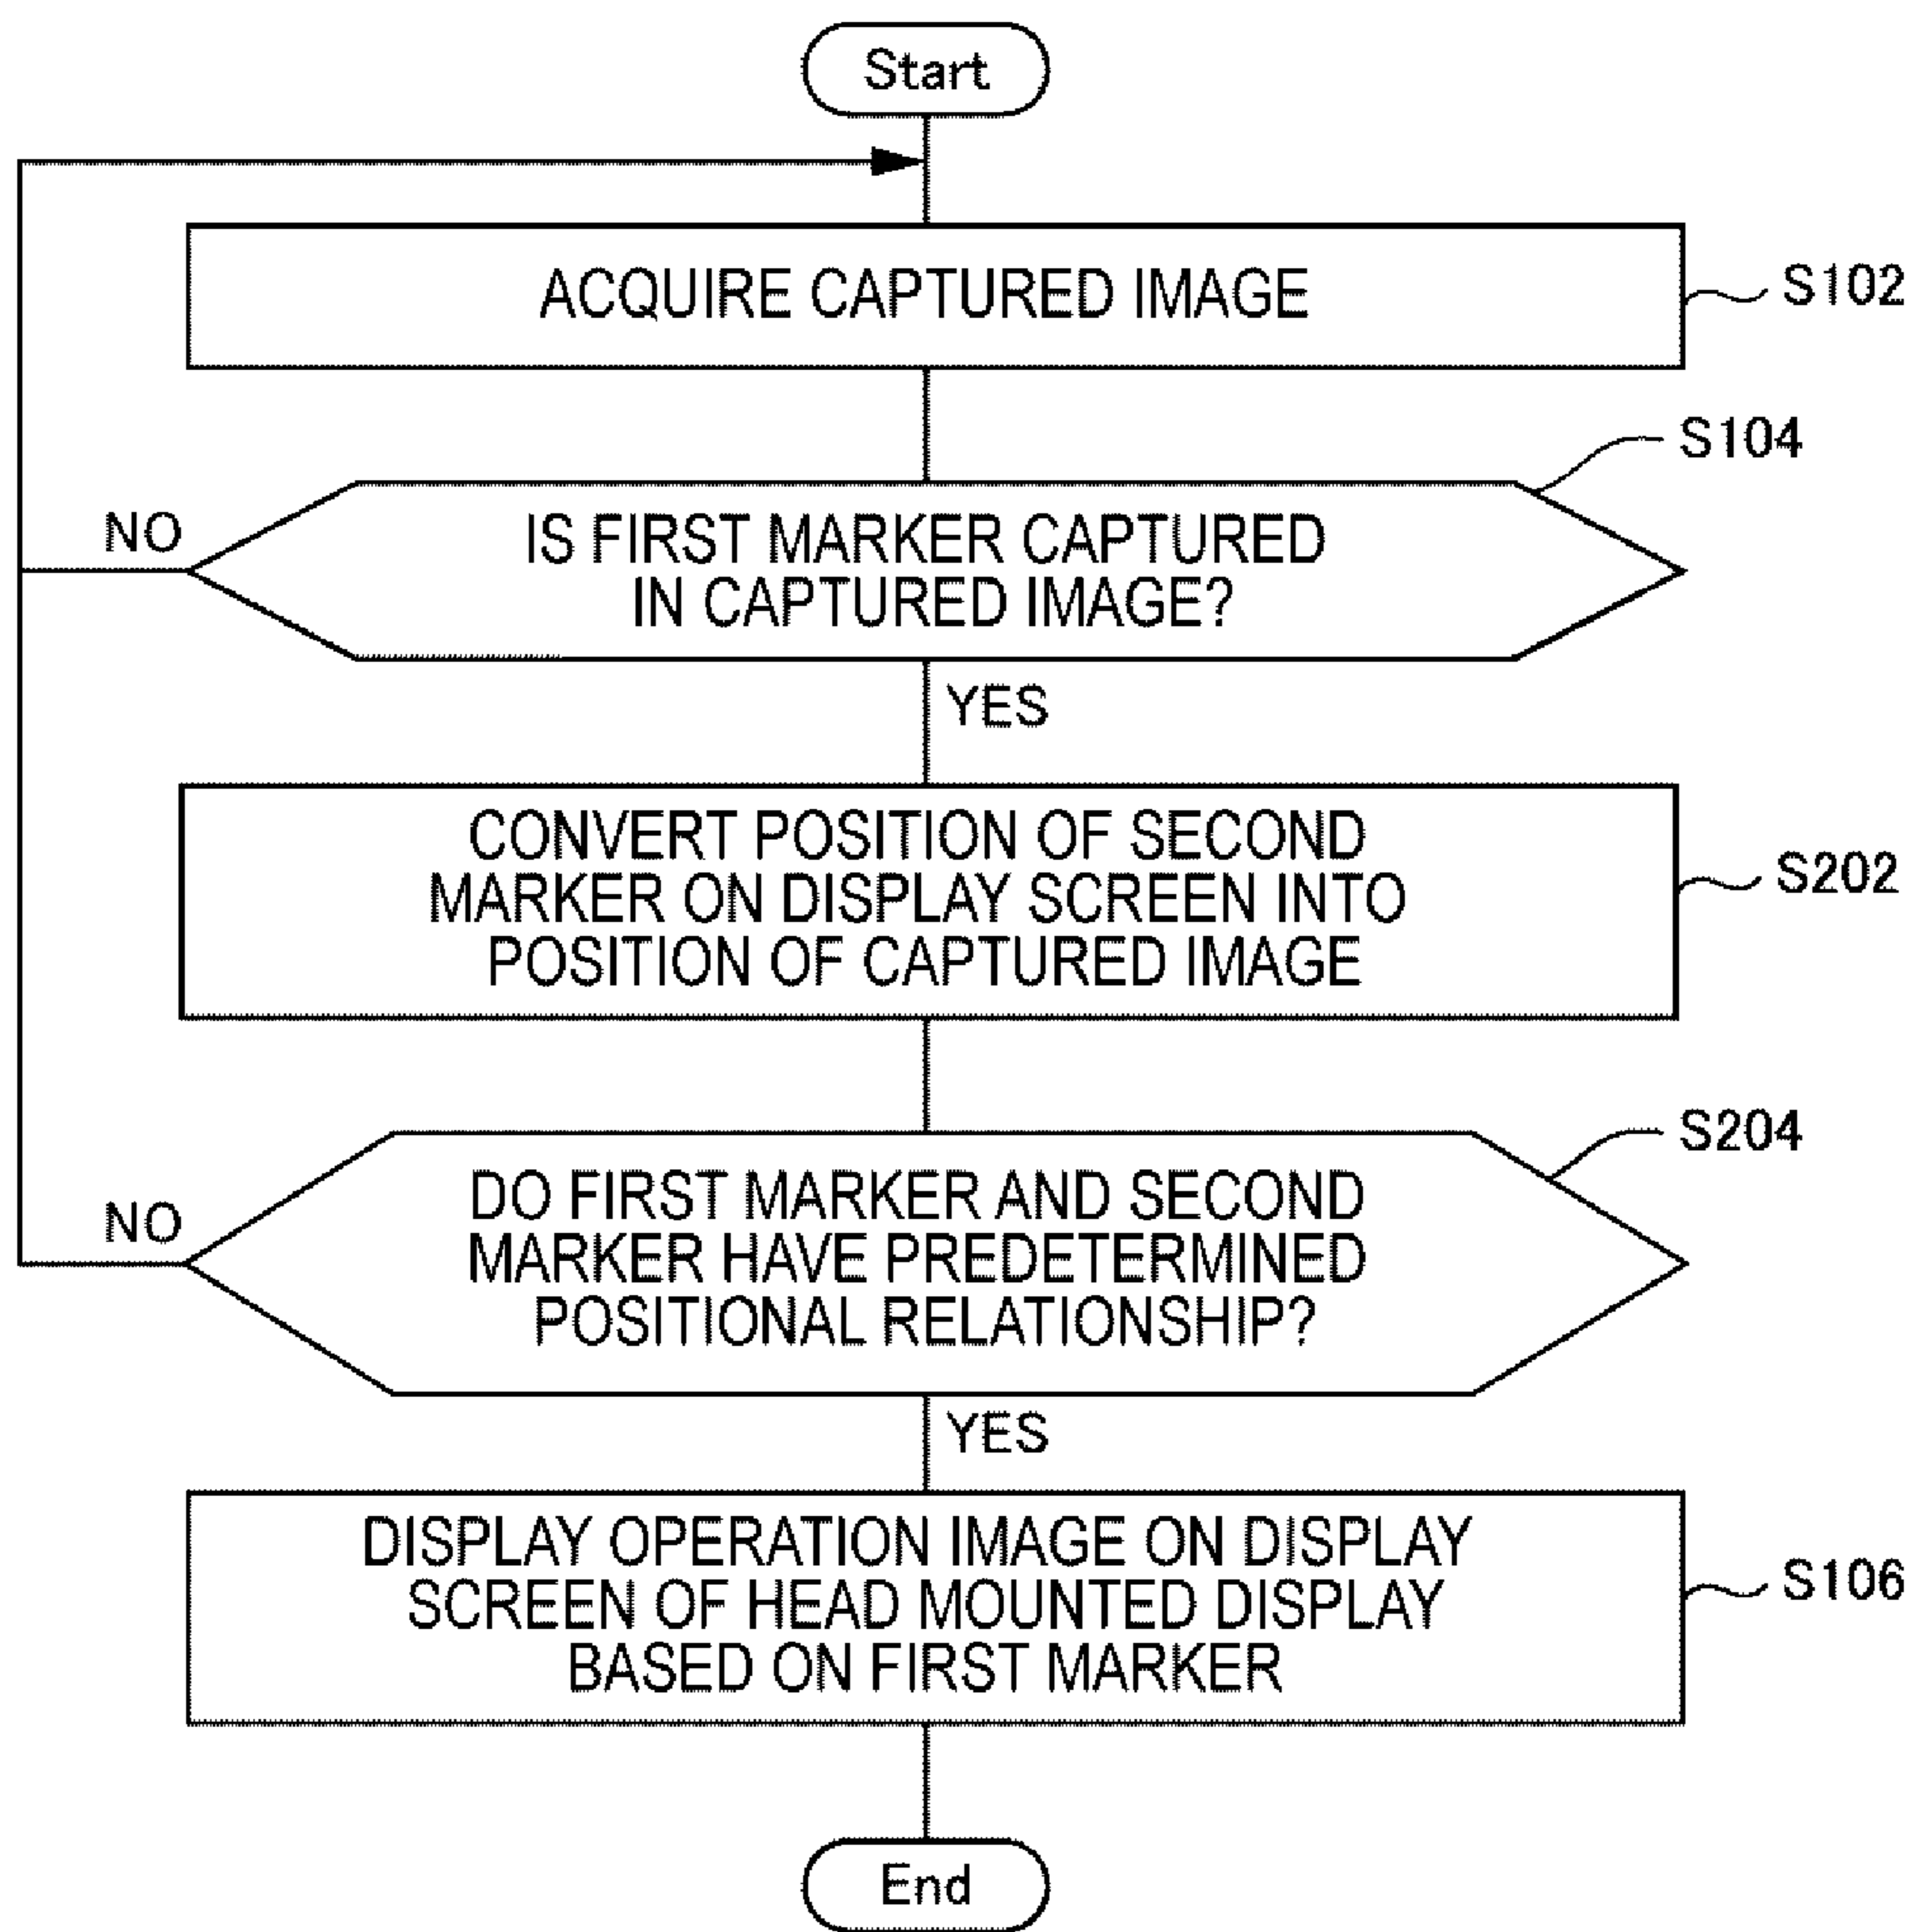 Start
ACQUIRE CAPTURED IMAGE
S102
S104
NO
IS FIRST MARKER CAPTURED
IN CAPTURED IMAGE?
YES
CONVERT POSITION OF SECOND
MARKER ON DISPLAY SCREEN INTO
POSITION OF CAPTURED IMAGE
S202
S204
NO
DO FIRST MARKER AND SECOND
MARKER HAVE PREDETERMINED
POSITIONAL RELATIONSHIP?
YES
DISPLAY OPERATION IMAGE ON DISPLAY
SCREEN OF HEAD MOUNTED DISPLAY
BASED ON FIRST MARKER
S106
End